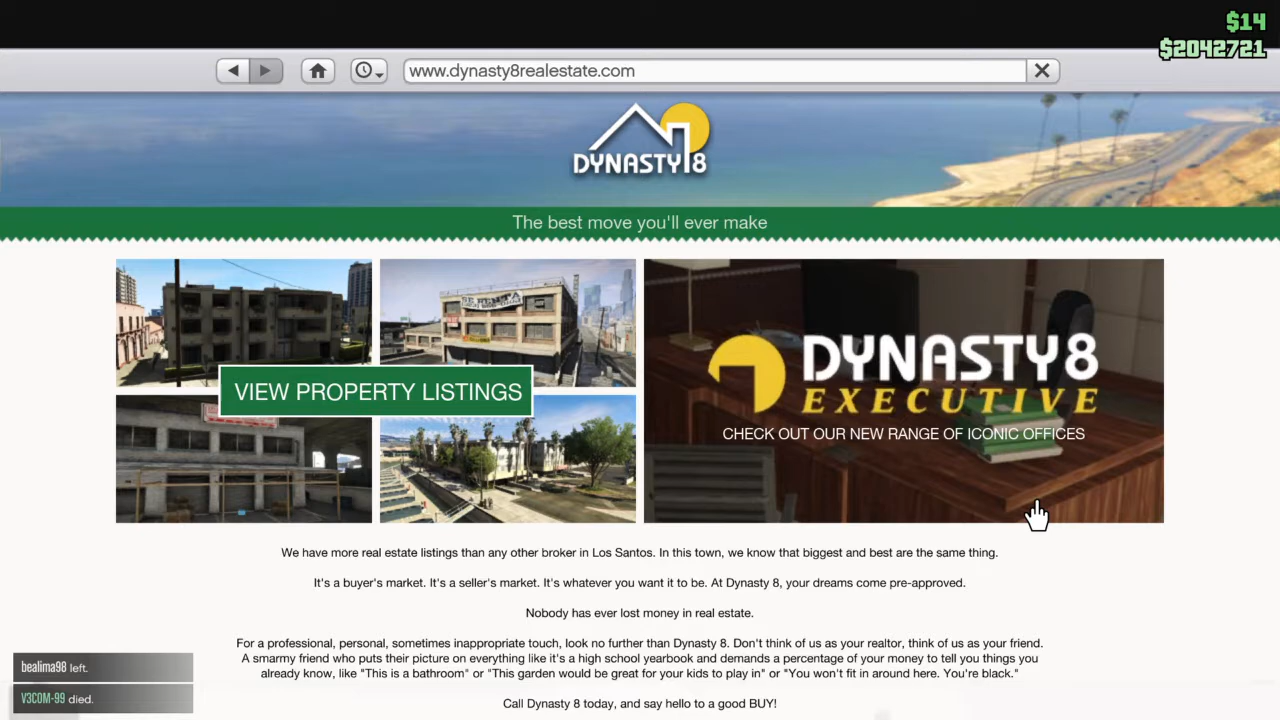 $14
$2042721
www.dynasty8realestate.com
DYNASTY 8
The best move you'll ever make
VIEW PROPERTY LISTINGS
DYNASTY 8
EXECUTIVE
CHECK OUT OUR NEW RANGE OF ICONIC OFFICES
We have more real estate listings than any other broker in Los Santos. In this town, we know that biggest and best are the same thing.
It's a buyer's market. It's a seller's market. It's whatever you want it to be. At Dynasty 8, your dreams come pre-approved.
Nobody has ever lost money in real estate.
For a professional, personal, sometimes inappropriate touch, look no further than Dynasty 8. Don't think of us as your realtor, think of us as your friend.
A smarmy friend who puts their picture on everything like it's a high school yearbook and demands a percentage of your money to tell you things you
already know, like "This is a bathroom" or "This garden would be great for your kids to play in" or "You won't fit in around here. You're black."
Call Dynasty 8 today, and say hello to a good BUY!
bealima98 left.
V3COM-99 died.